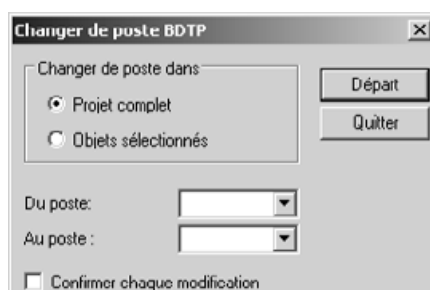 Changer de poste BDTP
Changer de poste dans
Projet complet
Objets sélectionnés
Départ
Quitter
Du poste:
Au poste :
Confirmer chaque modification